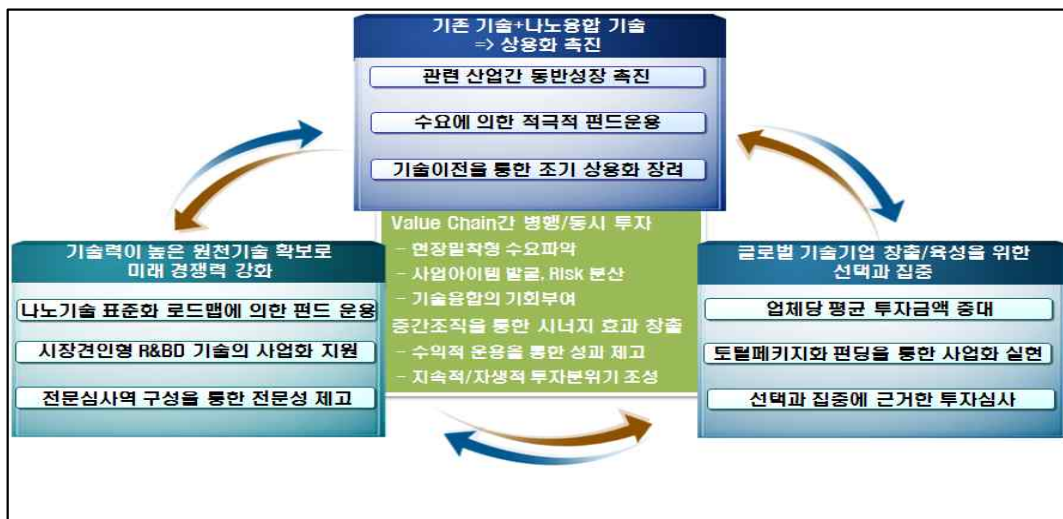 기존 기술+나노융합 기술
=> 상용화 촉진
관련 산업간 동반성장 촉진
수요에 의한 적극적 펀드운용
기술이전을 통한 조기 상용화 장려
Value Chain간 병행/동시 투자
- 현장밀착형 수요파악
- 사업아이템 발굴, Risk 분산
- 기술융합의 기회부여
중간조직을 통한 시너지 효과 창출
- 수익적 운용을 통한 성과 제고
- 지속적/자생적 투자분위기 조성
기술력이 높은 원천기술 확보로
미래 경쟁력 강화
나노기술 표준화 로드맵에 의한 펀드 운용
시장견인형 R&BD 기술의 사업화 지원
전문심사역 구성을 통한 전문성 제고
글로벌 기술기업 창출/육성을 위한
선택과 집중
업체당 평균 투자금액 증대
토털페키지화 펀딩을 통한 사업화 실현
선택과 집중에 근거한 투자심사